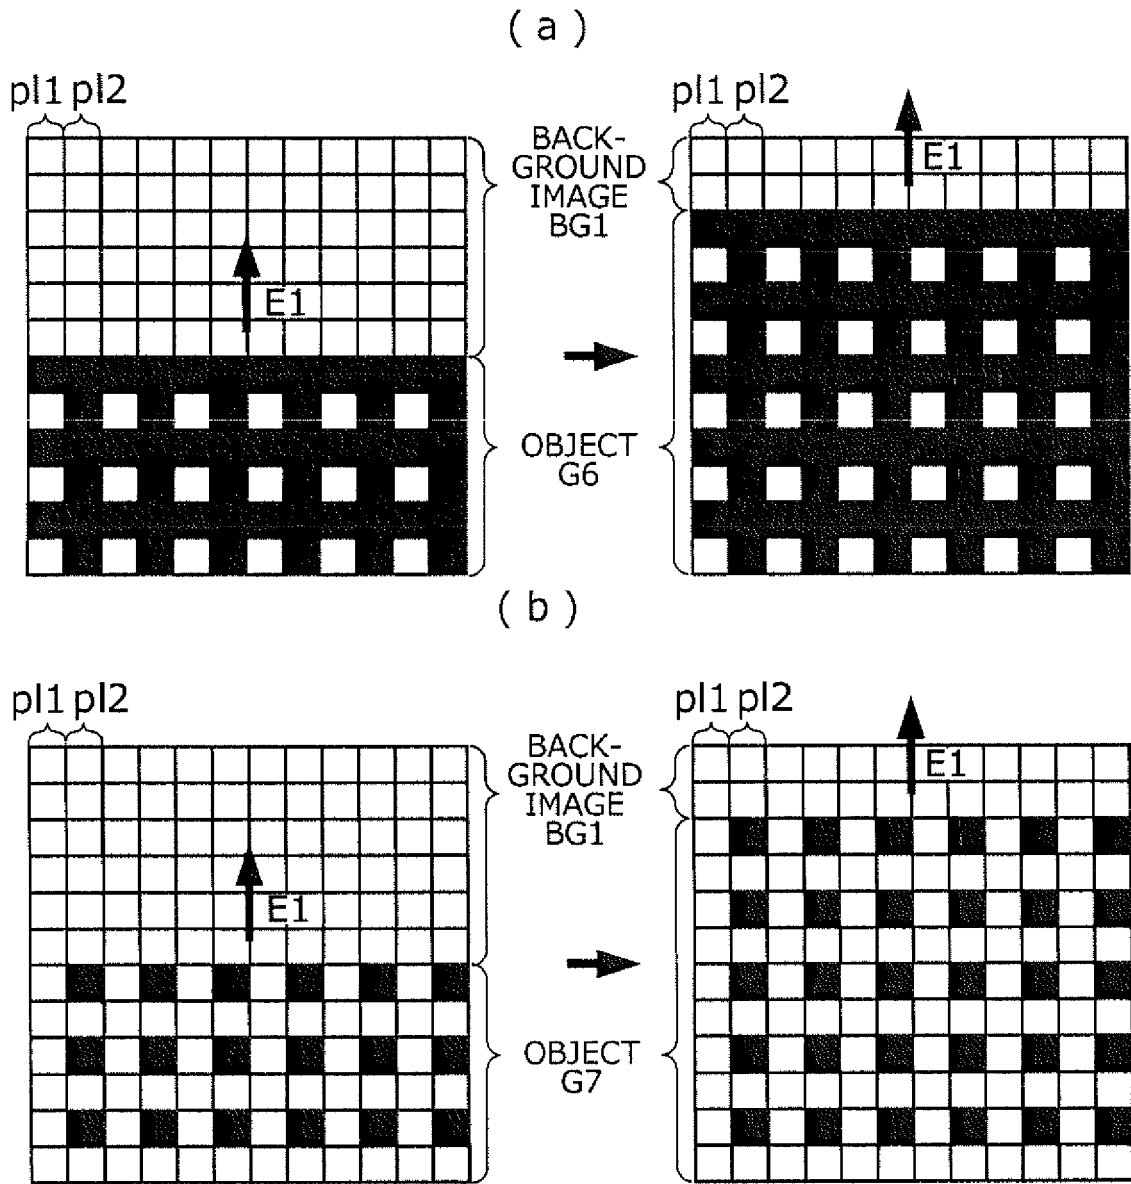 ( a )
pl1 pl2
pl1 pl2
BACK-
GROUND
IMAGE
BG1
E1
E1
OBJECT
G6
( b )
pl1 pl2
pl1 pl2
BACK-
GROUND
IMAGE
BG1
E1
E1
OBJECT
G7